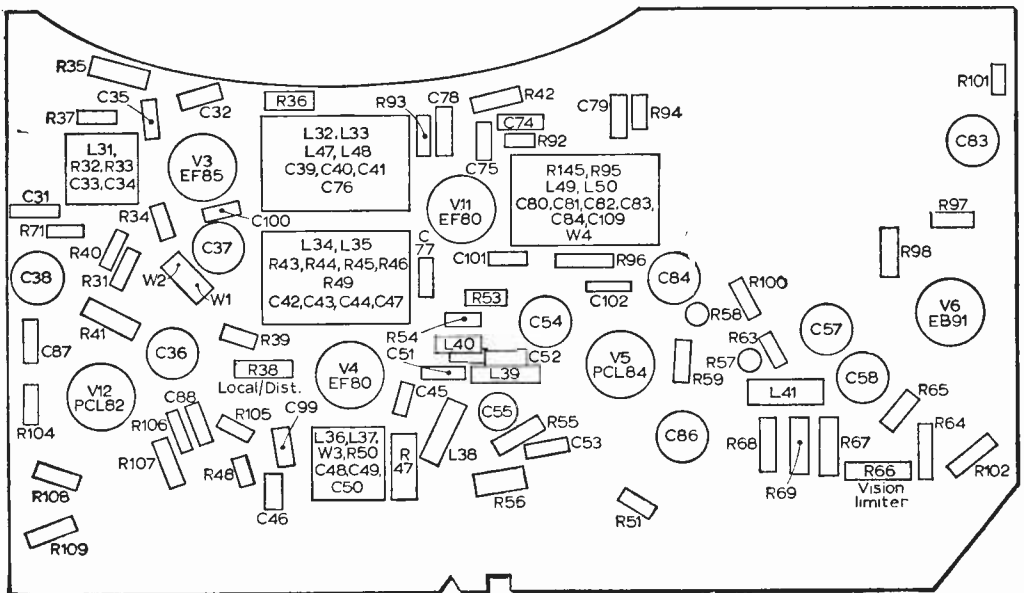 R35
C35
C32
R36
R37
R93
C78
R42
C79
R94
R101
C74
R92
C75
C83
L31,
R32,R33
C33,C34
V3
EF85
L32,L33
L47,L48
C39,C40,C41
C76
V11
EF80
R145,R95
L49,L50
C80,C81,C82,C83,
C84,C109
W4
C31
R34
C100
R97
R71
R40
R31
C37
C38
W2
W1
L34,L35
R43,R44,R45,R46
R49
C42,C43,C44,C47
C
77
C101
R96
C84
R98
R100
R53
C102
R58
V6
EB91
R41
R39
R54
C54
C57
R63
C87
C36
L40
C51
C52
V5
PCL84
R59
R57
V12
PCL82
R38
Local/Dist.
V4
EF80
L39
C58
L41
R65
C45
C55
R104
C88
R106
R105
C99
R55
C53
C86
R64
R107
R48
L36,L37,
W3,R50
C48,C49,
C50
R
47
L38
R68
R69
R67
R66
Vision
limiter
R102
R108
C46
R56
R51
R109